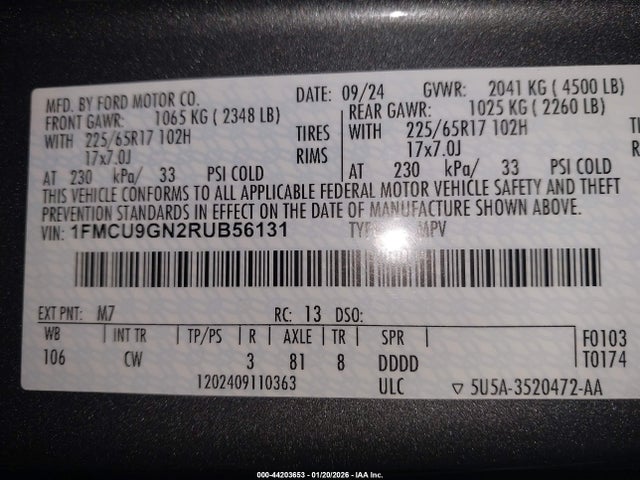 MFD. BY FORD MOTOR CO.
DATE: 09/24 GVWR: 2041 KG ( 4500 LB)
FRONT GAWR: 1065 KG ( 2348 LB)
REAR GAWR: 1025 KG ( 2260 LB)
WITH 225/65R17 102H TIRES WITH 225/65R17 102H
17x7.0J RIMS 17x7.0J
AT 230 kPa/ 33 PSI COLD AT 230 kPa/ 33 PSI COLD
THIS VEHICLE CONFORMS TO ALL APPLICABLE FEDERAL MOTOR VEHICLE SAFETY AND THEFT
PREVENTION STANDARDS IN EFFECT ON THE DATE OF MANUFACTURE SHOWN ABOVE.
VIN: 1FMCU9GN2RUB56131 MPV
EXT PNT: M7 RC: 13 DSO:
WB INT TR TP/PS R AXLE TR SPR F0103
106 CW 3 81 8 DDDD T0174
1202409110363 ULC ▽ 5U5A-3520472-AA
000-44203653 — 01/20/2026 — IAA Inc.